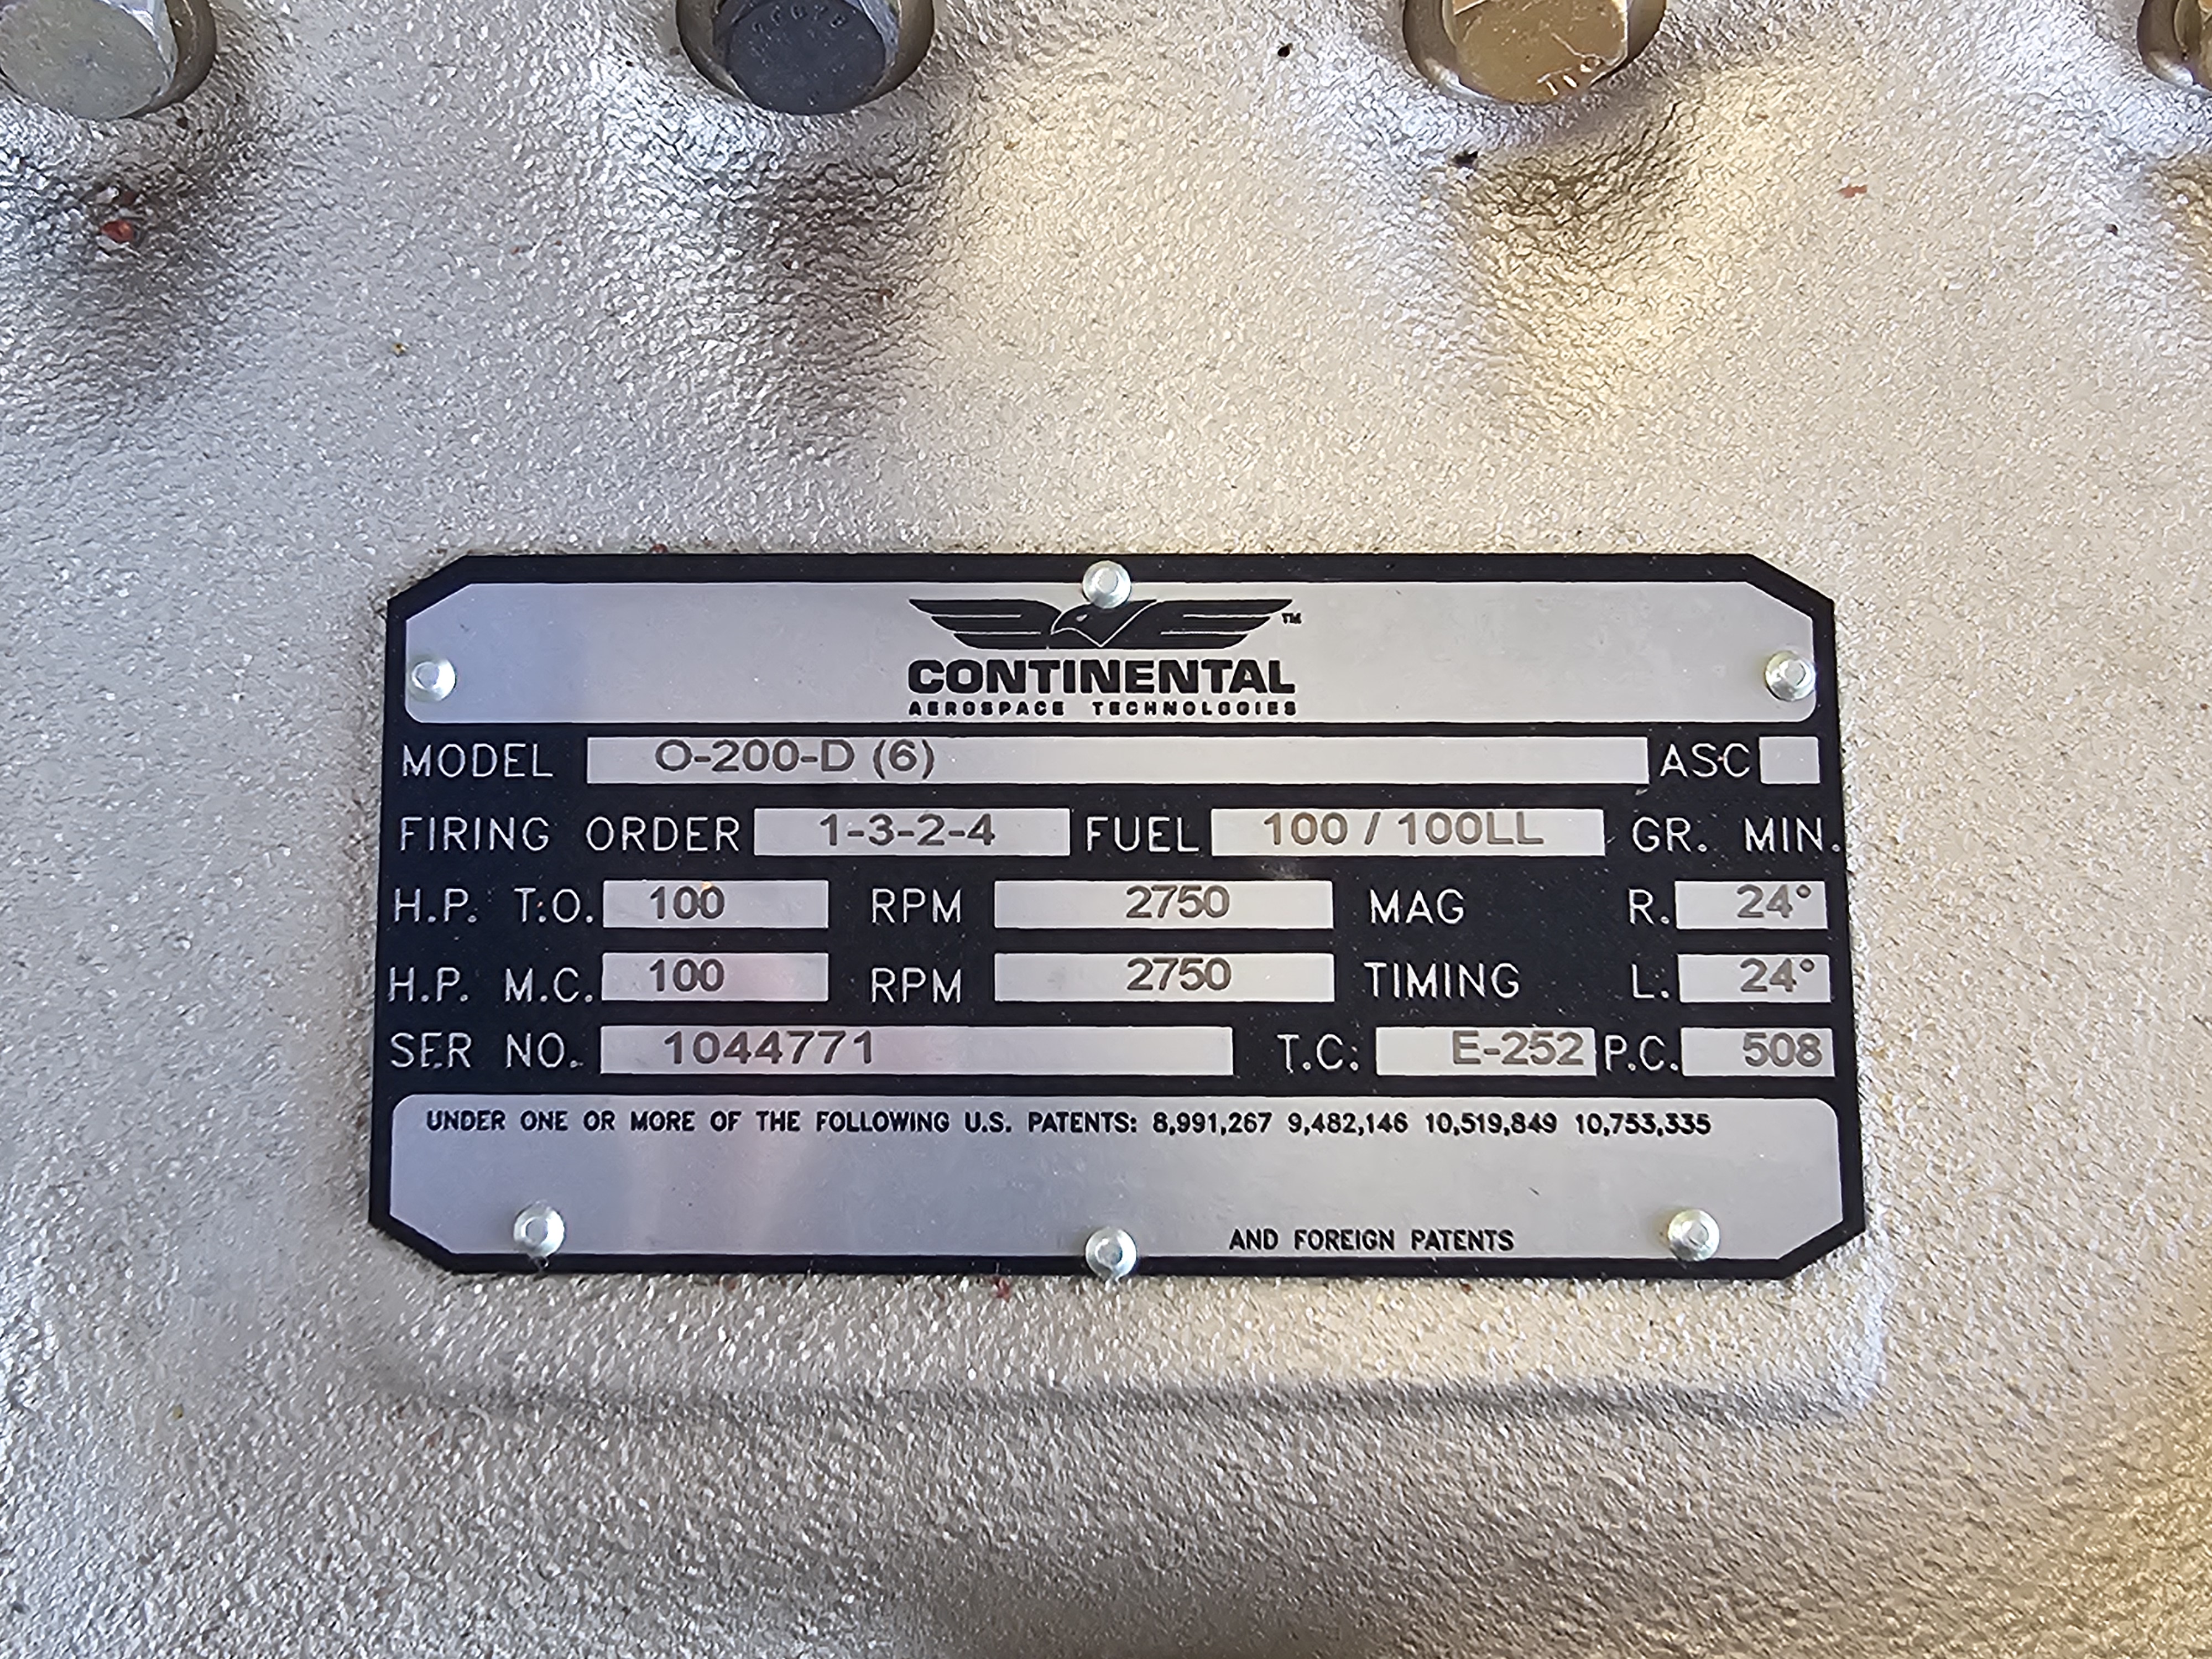 CONTINENTAL™
AEROSPACE TECHNOLOGIES
MODEL O-200-D (6) ASC
FIRING ORDER 1-3-2-4 FUEL 100 / 100LL GR. MIN.
H.P. T.O. 100 RPM 2750 MAG R. 24°
H.P. M.C. 100 RPM 2750 TIMING L. 24°
SER NO. 1044771 T.C. E-252 P.C. 508
UNDER ONE OR MORE OF THE FOLLOWING U.S. PATENTS: 8,991,267 9,482,146 10,519,849 10,753,335
AND FOREIGN PATENTS